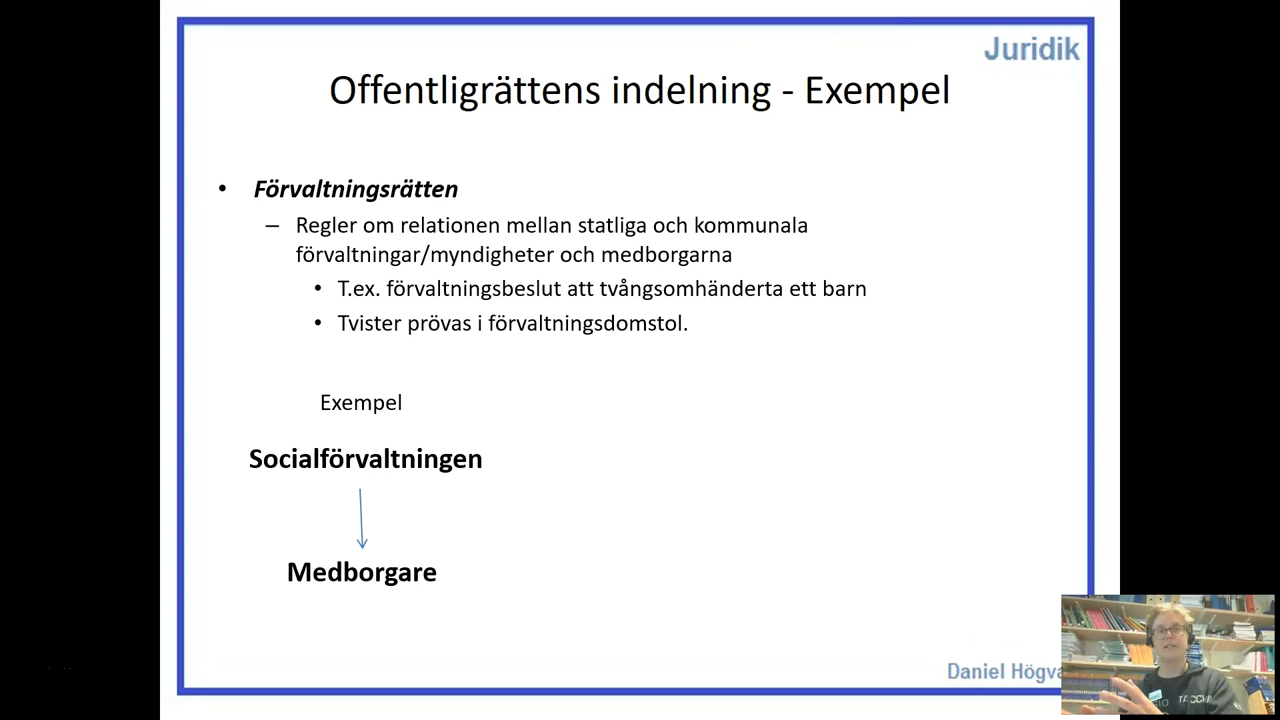 Juridik
Offentligrättens indelning - Exempel
• Förvaltningsrätten
– Regler om relationen mellan statliga och kommunala
förvaltningar/myndigheter och medborgarna
• T.ex. förvaltningsbeslut att tvångsomhänderta ett barn
• Tvister prövas i förvaltningsdomstol.
Exempel
Socialförvaltningen
Medborgare
Daniel